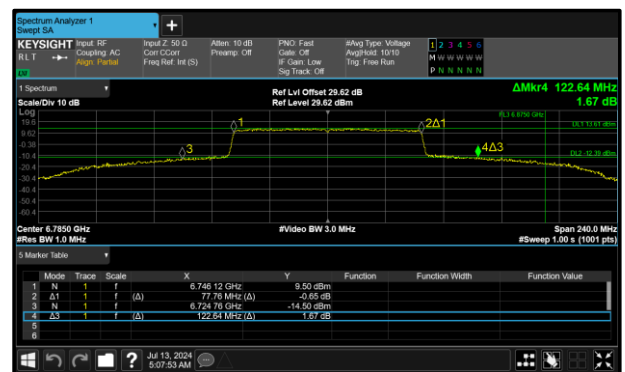 Spectrum Analyzer 1
Swept SA
+
KEYSIGHT Input: RF Input Z: 50 Ω Atten: 10 dB PNO: Fast #Avg Type: Voltage 1 2 3 4 5 6
R L T Coupling: AC Corr CCorr Preamp: Off Gate: Off Avg|Hold: 10/10 M W W W W W
Align: Partial Freq Ref: Int (S) IF Gain: Low Trig: Free Run
Sig Track: Off P N N N N N
LW
1 Spectrum Ref Lvl Offset 29.62 dB ΔMkr4 122.64 MHz
Scale/Div 10 dB Ref Level 29.62 dBm 1.67 dB
Log
19.6 FL1 6.8750 GHz
9.62 1 2Δ1 DL1 13.61 dBm
-0.38
-10.4 3 4Δ3 DL2 -12.39 dBm
-20.4
-30.4
-40.4
-50.4
-60.4
Center 6.7850 GHz #Video BW 3.0 MHz Span 240.0 MHz
#Res BW 1.0 MHz #Sweep 1.00 s (1001 pts)
5 Marker Table
Mode Trace Scale X Y Function Function Width Function Value
1 N 1 f 6.746 12 GHz 9.50 dBm
2 Δ1 1 f (Δ) 77.76 MHz (Δ) -0.65 dB
3 N 1 f 6.724 76 GHz -14.50 dBm
4 Δ3 1 f (Δ) 122.64 MHz (Δ) 1.67 dB
5
6
? Jul 13, 2024
5:07:53 AM